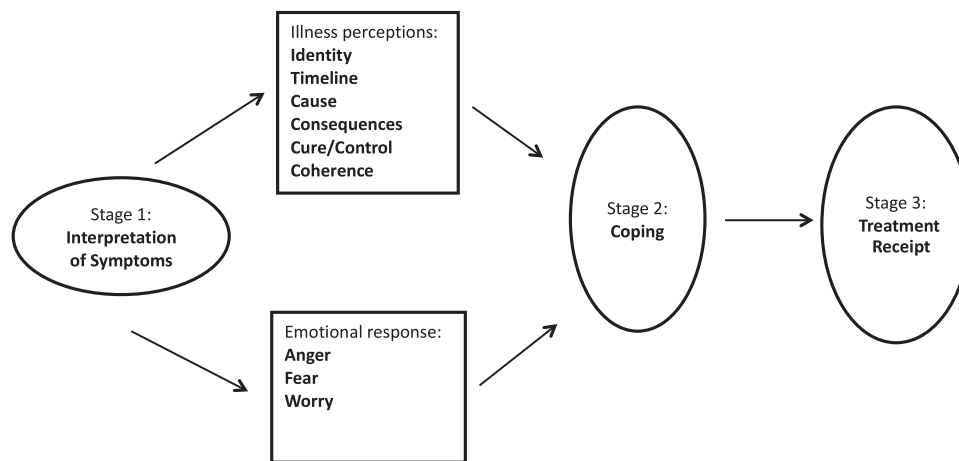 Illness perceptions:
Identity
Timeline
Cause
Consequences
Cure/Control
Coherence
Stage 1:
Interpretation
of Symptoms
Emotional response:
Anger
Fear
Worry
Stage 2:
Coping
Stage 3:
Treatment
Receipt